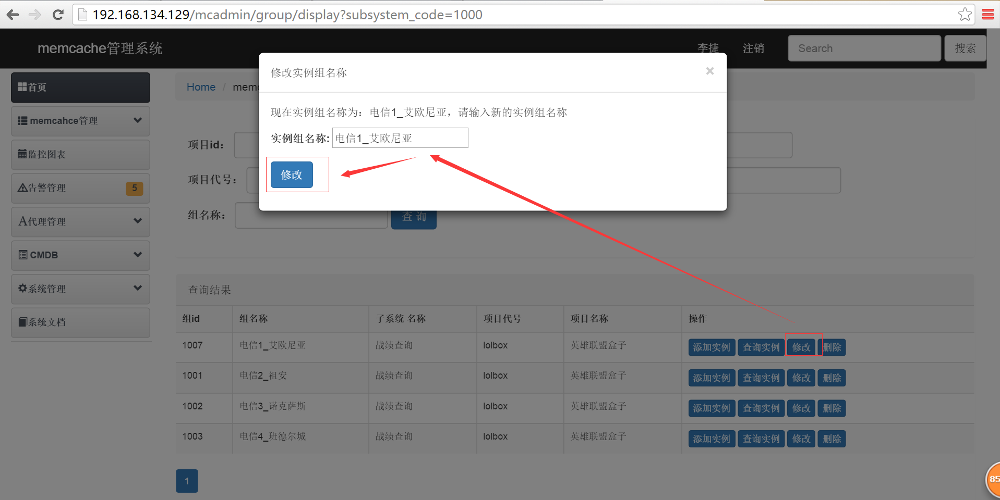 192.168.134.129/mcadmin/group/display?subsystem_code=1000
memcache管理系统
李捷
注销
Search
搜索
首页
memcahce管理
监控图表
告警管理
5
代理管理
CMDB
系统管理
系统文档
Home / mem
修改实例组名称
×
现在实例组名称为：电信1_艾欧尼亚，请输入新的实例组名称
实例组名称: 电信1_艾欧尼亚
修改
项目id：
项目代号：
组名称：
查 询
查询结果
组id 组名称 子系统 名称 项目代号 项目名称 操作
1007 电信1_艾欧尼亚 战绩查询 lolbox 英雄联盟盒子 添加实例 查询实例 修改 删除
1001 电信2_祖安 战绩查询 lolbox 英雄联盟盒子 添加实例 查询实例 修改 删除
1002 电信3_诺克萨斯 战绩查询 lolbox 英雄联盟盒子 添加实例 查询实例 修改 删除
1003 电信4_班德尔城 战绩查询 lolbox 英雄联盟盒子 添加实例 查询实例 修改 删除
1
85